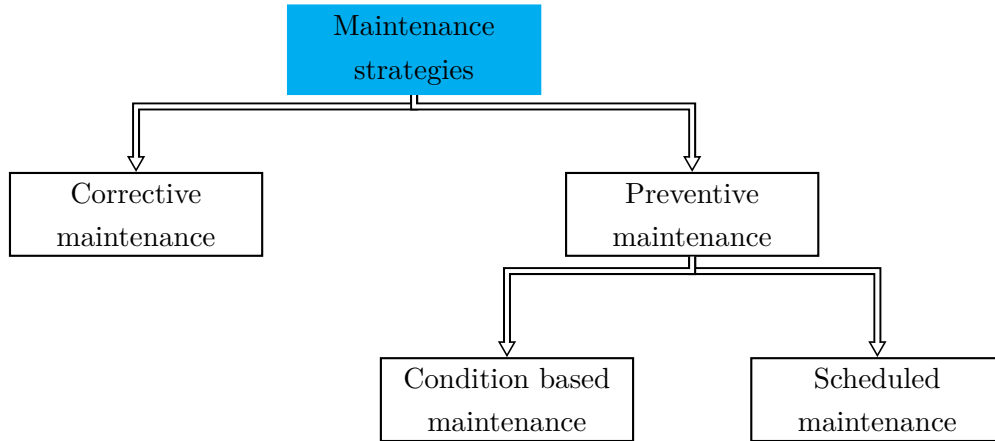 Maintenance
strategies
Corrective
maintenance
Preventive
maintenance
Condition based
maintenance
Scheduled
maintenance